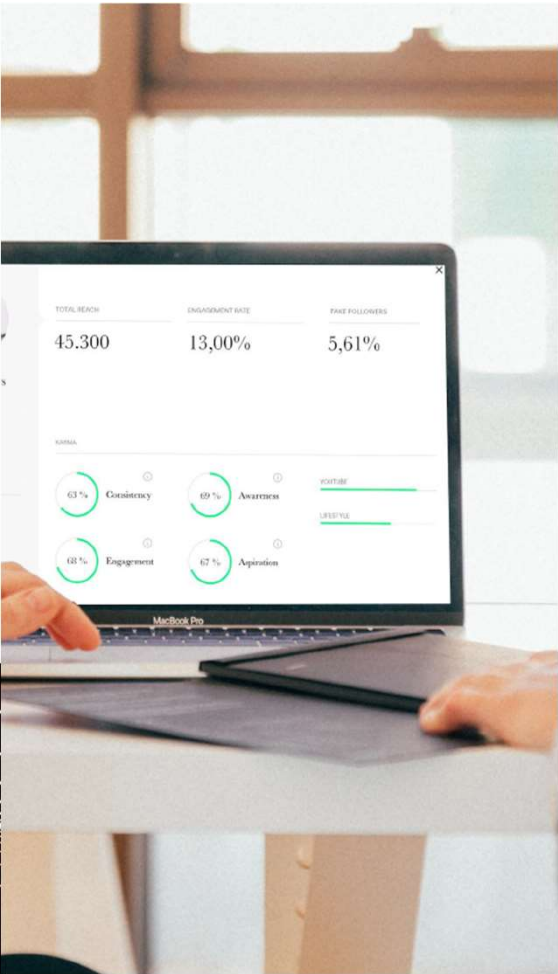 ×
TOTAL REACH
ENGAGEMENT RATE
FAKE FOLLOWERS
45.300
13,00%
5,61%
s
KARMA
63 %
Consistency
69 %
Awareness
YOUTUBE
LIFESTYLE
68 %
Engagement
67 %
Aspiration
MacBook Pro